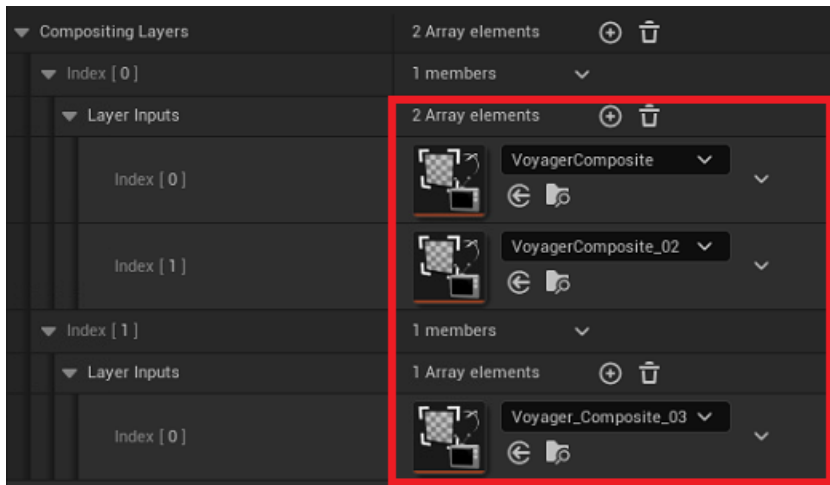 Compositing Layers 2 Array elements
Index [ 0 ] 1 members
Layer Inputs 2 Array elements
Index [ 0 ] VoyagerComposite
Index [ 1 ] VoyagerComposite_02
Index [ 1 ] 1 members
Layer Inputs 1 Array elements
Index [ 0 ] Voyager_Composite_03